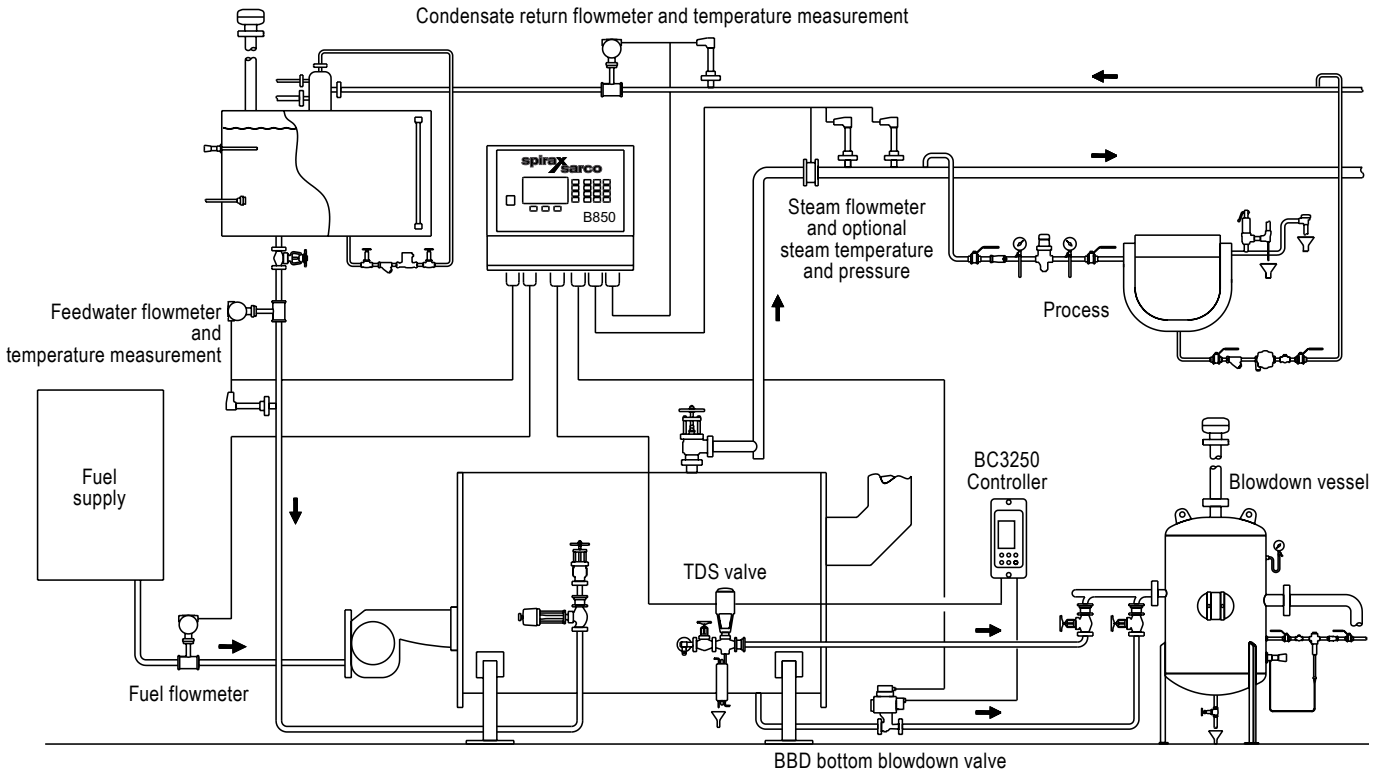 Condensate return flowmeter and temperature measurement
spirax
sarco
B850
Steam flowmeter
and optional
steam temperature
and pressure
Process
Feedwater flowmeter
and
temperature measurement
Fuel
supply
BC3250
Controller
Blowdown vessel
TDS valve
Fuel flowmeter
BBD bottom blowdown valve